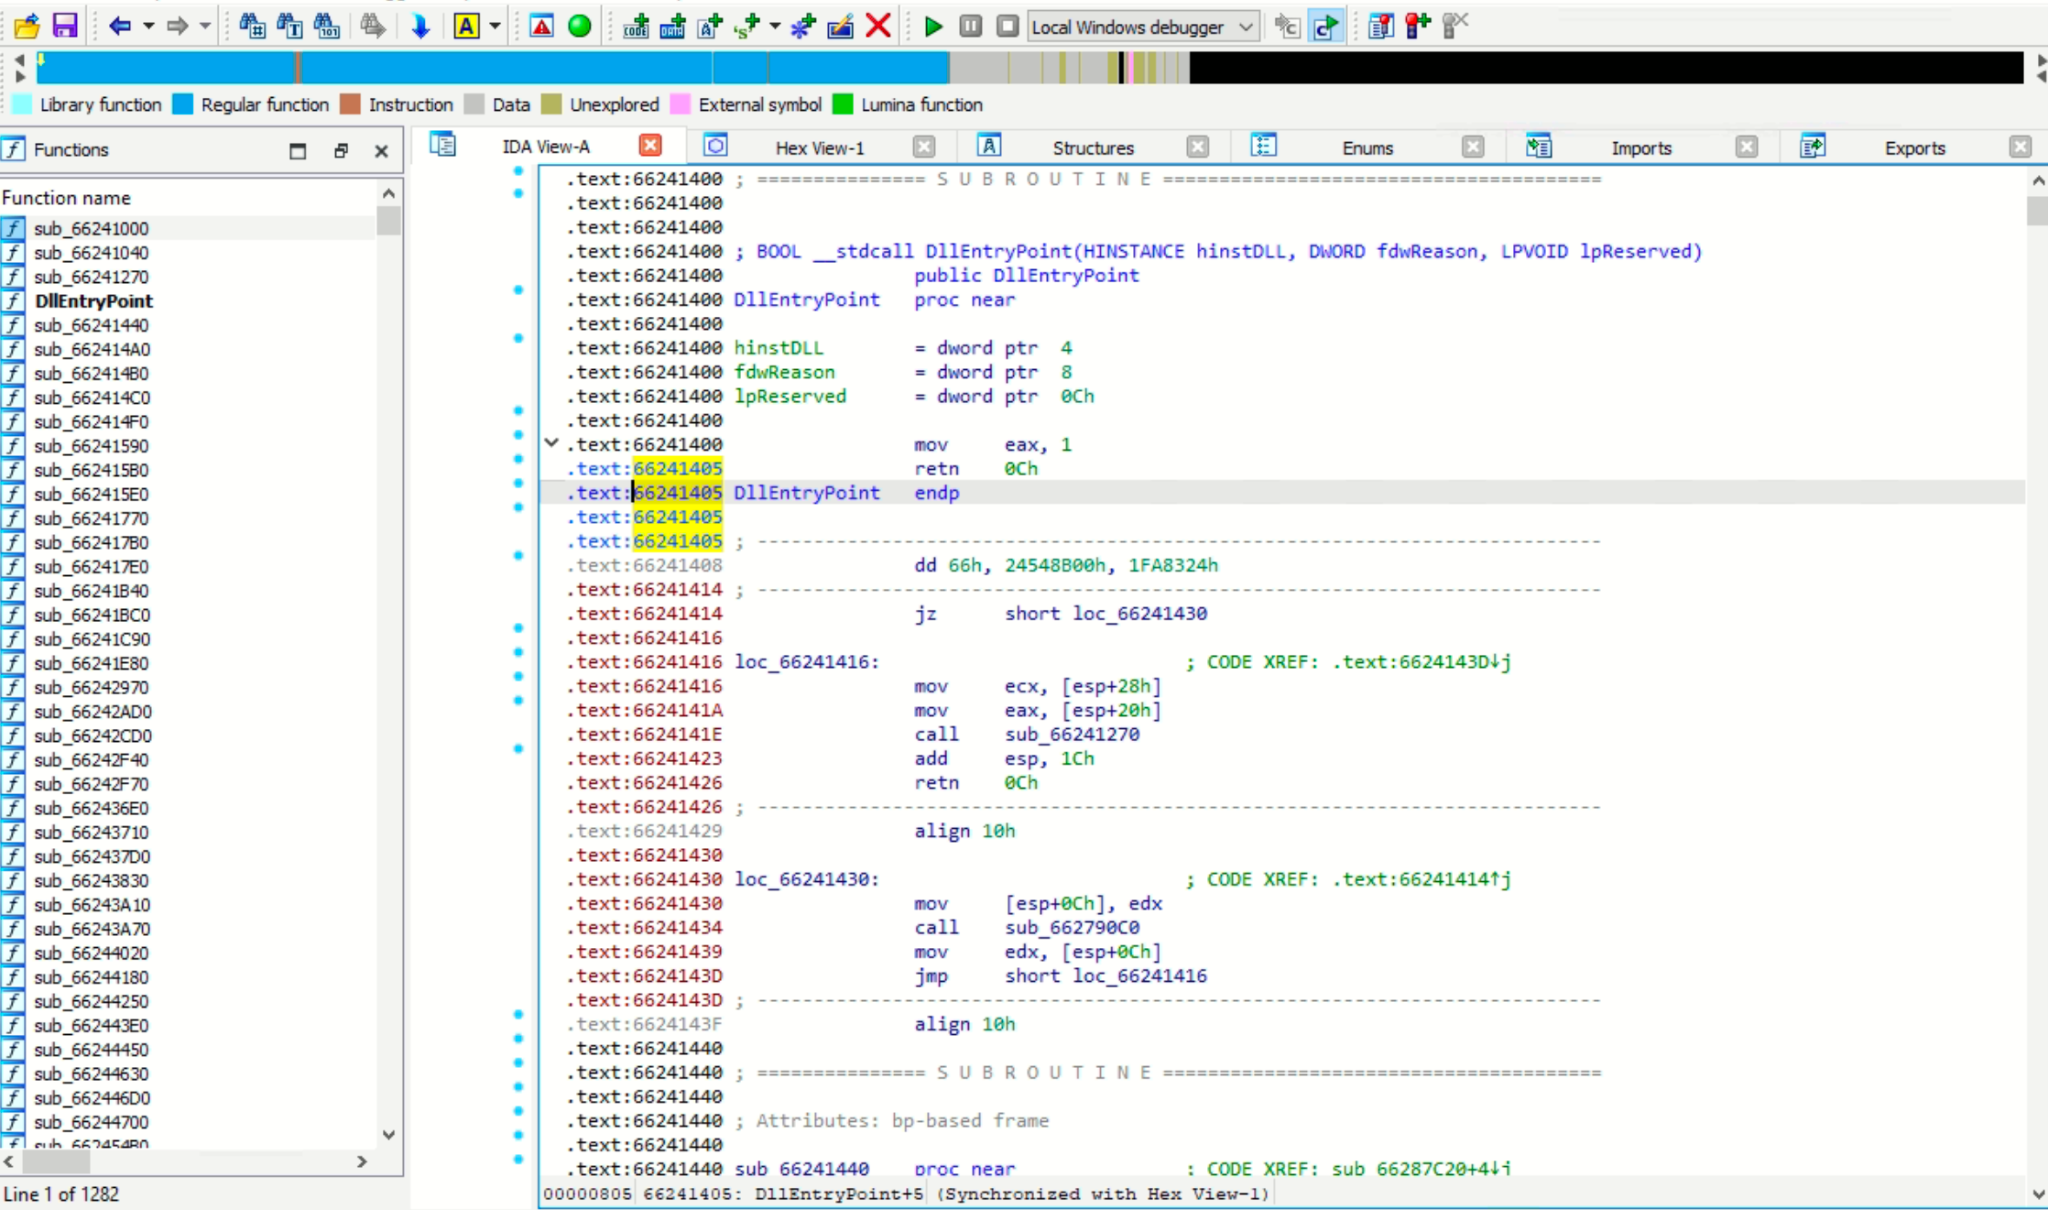 Local Windows debugger
Library function Regular function Instruction Data Unexplored External symbol Lumina function
Functions
Function name
sub_66241000
sub_66241040
sub_66241270
DllEntryPoint
sub_66241440
sub_662414A0
sub_662414B0
sub_662414C0
sub_662414F0
sub_66241590
sub_662415B0
sub_662415E0
sub_66241770
sub_662417B0
sub_662417E0
sub_66241B40
sub_66241BC0
sub_66241C90
sub_66241E80
sub_66242970
sub_66242AD0
sub_66242CD0
sub_66242F40
sub_66242F70
sub_662436E0
sub_66243710
sub_662437D0
sub_66243830
sub_66243A10
sub_66243A70
sub_66244020
sub_66244180
sub_66244250
sub_662443E0
sub_66244450
sub_66244630
sub_662446D0
sub_66244700
sub_662454B0
Line 1 of 1282
IDA View-A Hex View-1 Structures Enums Imports Exports
.text:66241400 ; =============== S U B R O U T I N E =======================================
.text:66241400
.text:66241400
.text:66241400 ; BOOL __stdcall DllEntryPoint(HINSTANCE hinstDLL, DWORD fdwReason, LPVOID lpReserved)
.text:66241400 public DllEntryPoint
.text:66241400 DllEntryPoint proc near
.text:66241400
.text:66241400 hinstDLL = dword ptr 4
.text:66241400 fdwReason = dword ptr 8
.text:66241400 lpReserved = dword ptr 0Ch
.text:66241400
.text:66241400 mov eax, 1
.text:66241405 retn 0Ch
.text:66241405 DllEntryPoint endp
.text:66241405
.text:66241405 ; ---------------------------------------------------------------------------
.text:66241408 dd 66h, 24548B00h, 1FA8324h
.text:66241414 ; ---------------------------------------------------------------------------
.text:66241414 jz short loc_66241430
.text:66241416
.text:66241416 loc_66241416: ; CODE XREF: .text:6624143D↓j
.text:66241416 mov ecx, [esp+28h]
.text:6624141A mov eax, [esp+20h]
.text:6624141E call sub_66241270
.text:66241423 add esp, 1Ch
.text:66241426 retn 0Ch
.text:66241426 ; ---------------------------------------------------------------------------
.text:66241429 align 10h
.text:66241430
.text:66241430 loc_66241430: ; CODE XREF: .text:66241414↑j
.text:66241430 mov [esp+0Ch], edx
.text:66241434 call sub_662790C0
.text:66241439 mov edx, [esp+0Ch]
.text:6624143D jmp short loc_66241416
.text:6624143D ; ---------------------------------------------------------------------------
.text:6624143F align 10h
.text:66241440
.text:66241440 ; =============== S U B R O U T I N E =======================================
.text:66241440
.text:66241440 ; Attributes: bp-based frame
.text:66241440
.text:66241440 sub_66241440 proc near ; CODE XREF: sub_66287C20+4↓j
00000805 66241405: DllEntryPoint+5 (Synchronized with Hex View-1)